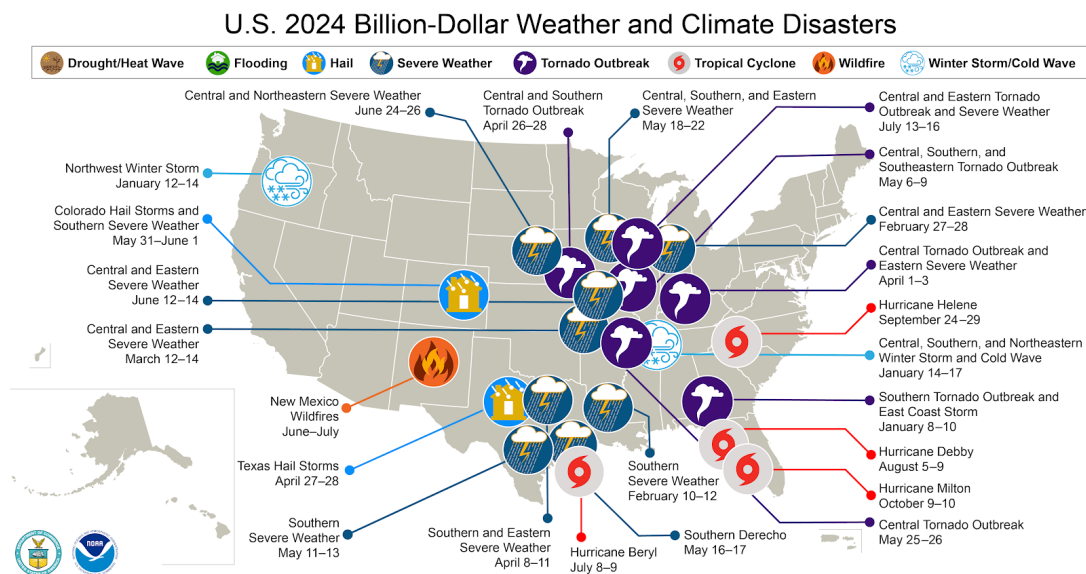 U.S. 2024 Billion-Dollar Weather and Climate Disasters
Drought/Heat Wave
Flooding
Hail
Severe Weather
Tornado Outbreak
Tropical Cyclone
Wildfire
Winter Storm/Cold Wave
Central and Northeastern Severe Weather
June 24–26
Central and Southern
Tornado Outbreak
April 26–28
Central, Southern, and Eastern
Severe Weather
May 18–22
Central and Eastern Tornado
Outbreak and Severe Weather
July 13–16
Central, Southern, and
Southeastern Tornado Outbreak
May 6–9
Northwest Winter Storm
January 12–14
Colorado Hail Storms and
Southern Severe Weather
May 31–June 1
Central and Eastern Severe Weather
February 27–28
Central Tornado Outbreak and
Eastern Severe Weather
April 1–3
Central and Eastern
Severe Weather
June 12–14
Hurricane Helene
September 24–29
Central and Eastern
Severe Weather
March 12–14
Central, Southern, and Northeastern
Winter Storm and Cold Wave
January 14–17
New Mexico
Wildfires
June–July
Southern Tornado Outbreak and
East Coast Storm
January 8–10
Hurricane Debby
August 5–9
Texas Hail Storms
April 27–28
Southern
Severe Weather
February 10–12
Hurricane Milton
October 9–10
Southern
Severe Weather
May 11–13
Southern and Eastern
Severe Weather
April 8–11
Hurricane Beryl
July 8–9
Southern Derecho
May 16–17
Central Tornado Outbreak
May 25–26
NOAA